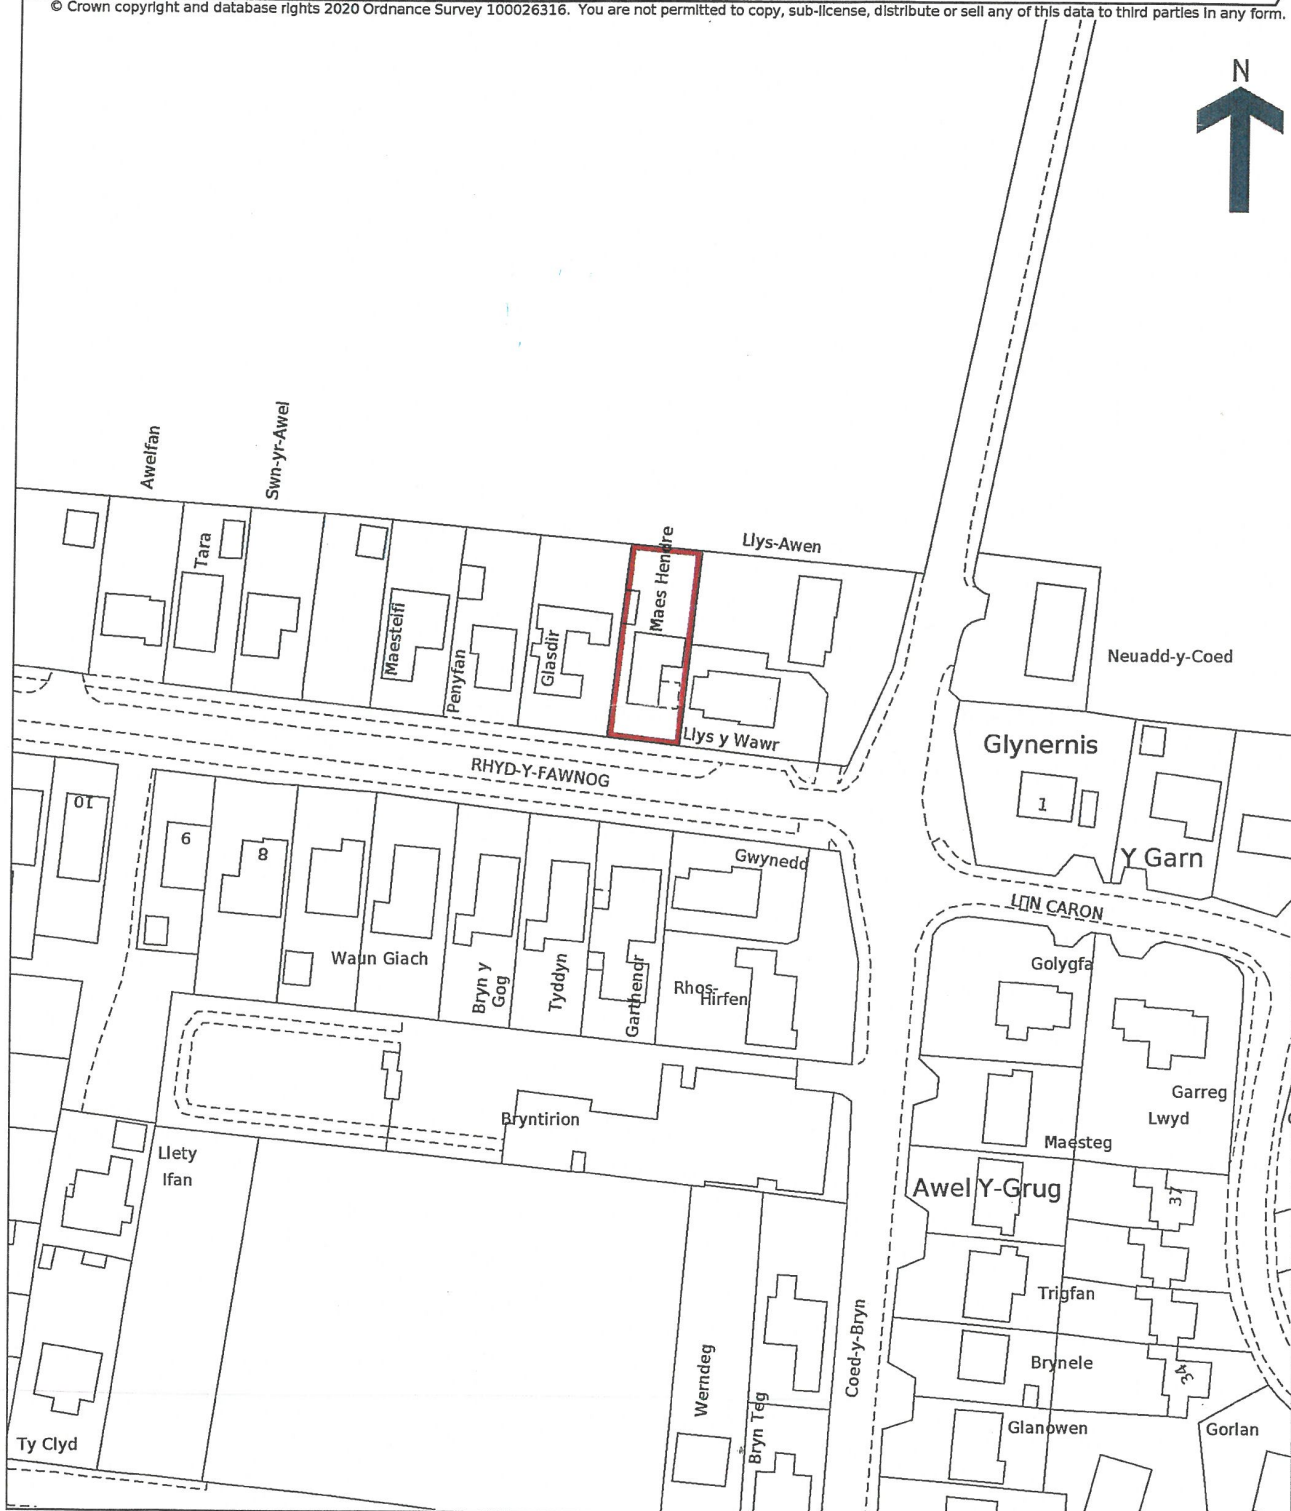 © Crown copyright and database rights 2020 Ordnance Survey 100026316. You are not permitted to copy, sub-license, distribute or sell any of this data to third parties in any form.
N
Awelfan
Swn-yr-Awel
Tara
Maes Hendre
Llys-Awen
Maesteifi
Penyfan
Glasdir
Neuadd-y-Coed
Llys y Wawr
Glynernis
RHYD-Y-FAWNOG
10
1
9
8
Gwynedd
Y Garn
L▯N CARON
Waun Giach
Bryn y
Gog
Tyddyn
Garthendr
Rhos-
Hirfen
Golygfa
Garreg
Lwyd
Bryntirion
Maesteg
Llety
Ifan
Awel Y-Grug
37
Trigfan
Coed-y-Bryn
Brynele
34
Werndeg
Bryn Teg
Glanowen
Gorlan
Ty Clyd